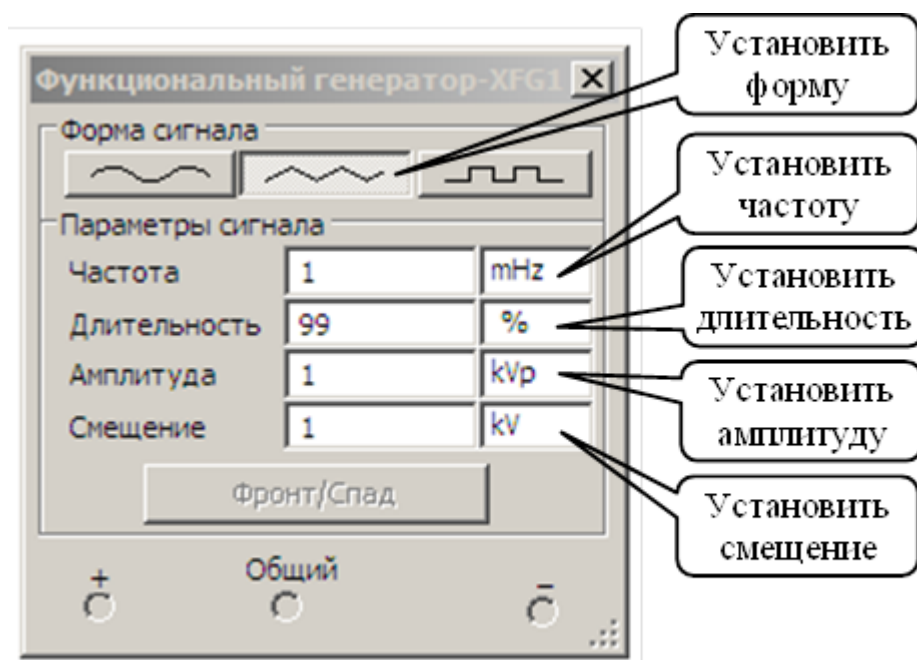 Функциональный генератор-XFG1
Форма сигнала
Параметры сигнала
Частота 1 mHz
Длительность 99 %
Амплитуда 1 kVp
Смещение 1 kV
Фронт/Спад
+ Общий –
Установить
форму
Установить
частоту
Установить
длительность
Установить
амплитуду
Установить
смещение